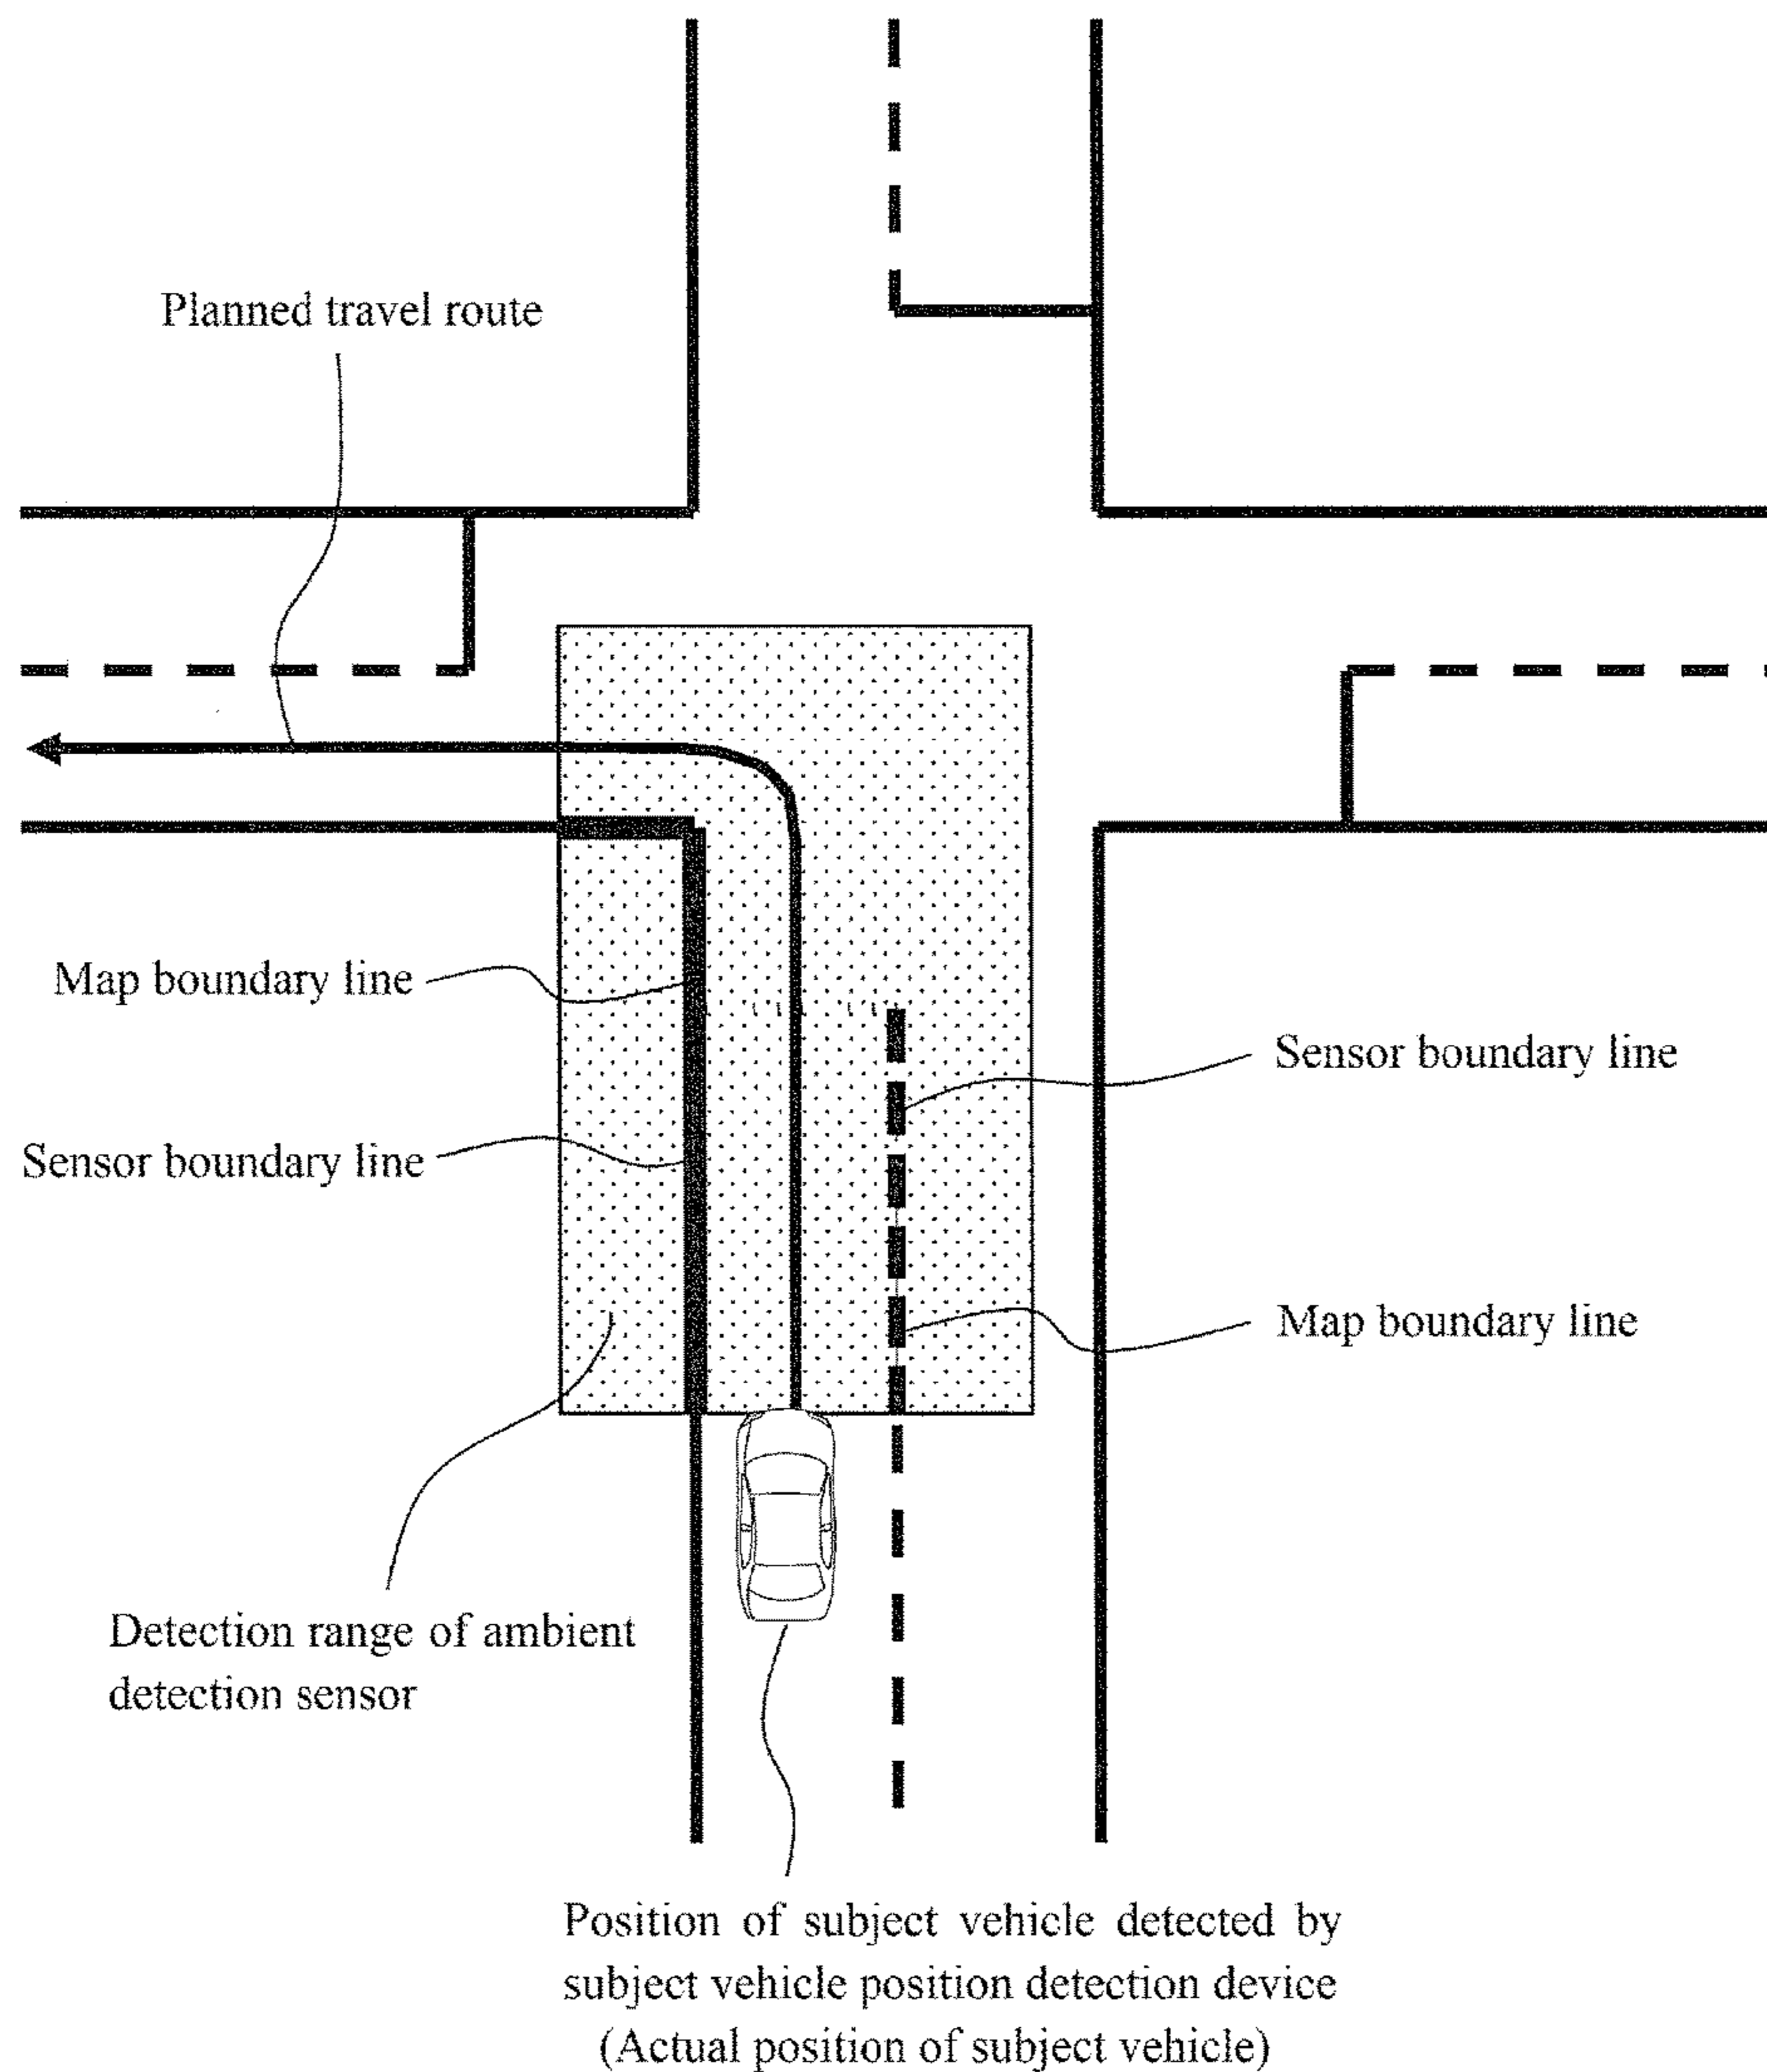 Planned travel route
Map boundary line
Sensor boundary line
Sensor boundary line
Map boundary line
Detection range of ambient
detection sensor
Position of subject vehicle detected by
subject vehicle position detection device
(Actual position of subject vehicle)